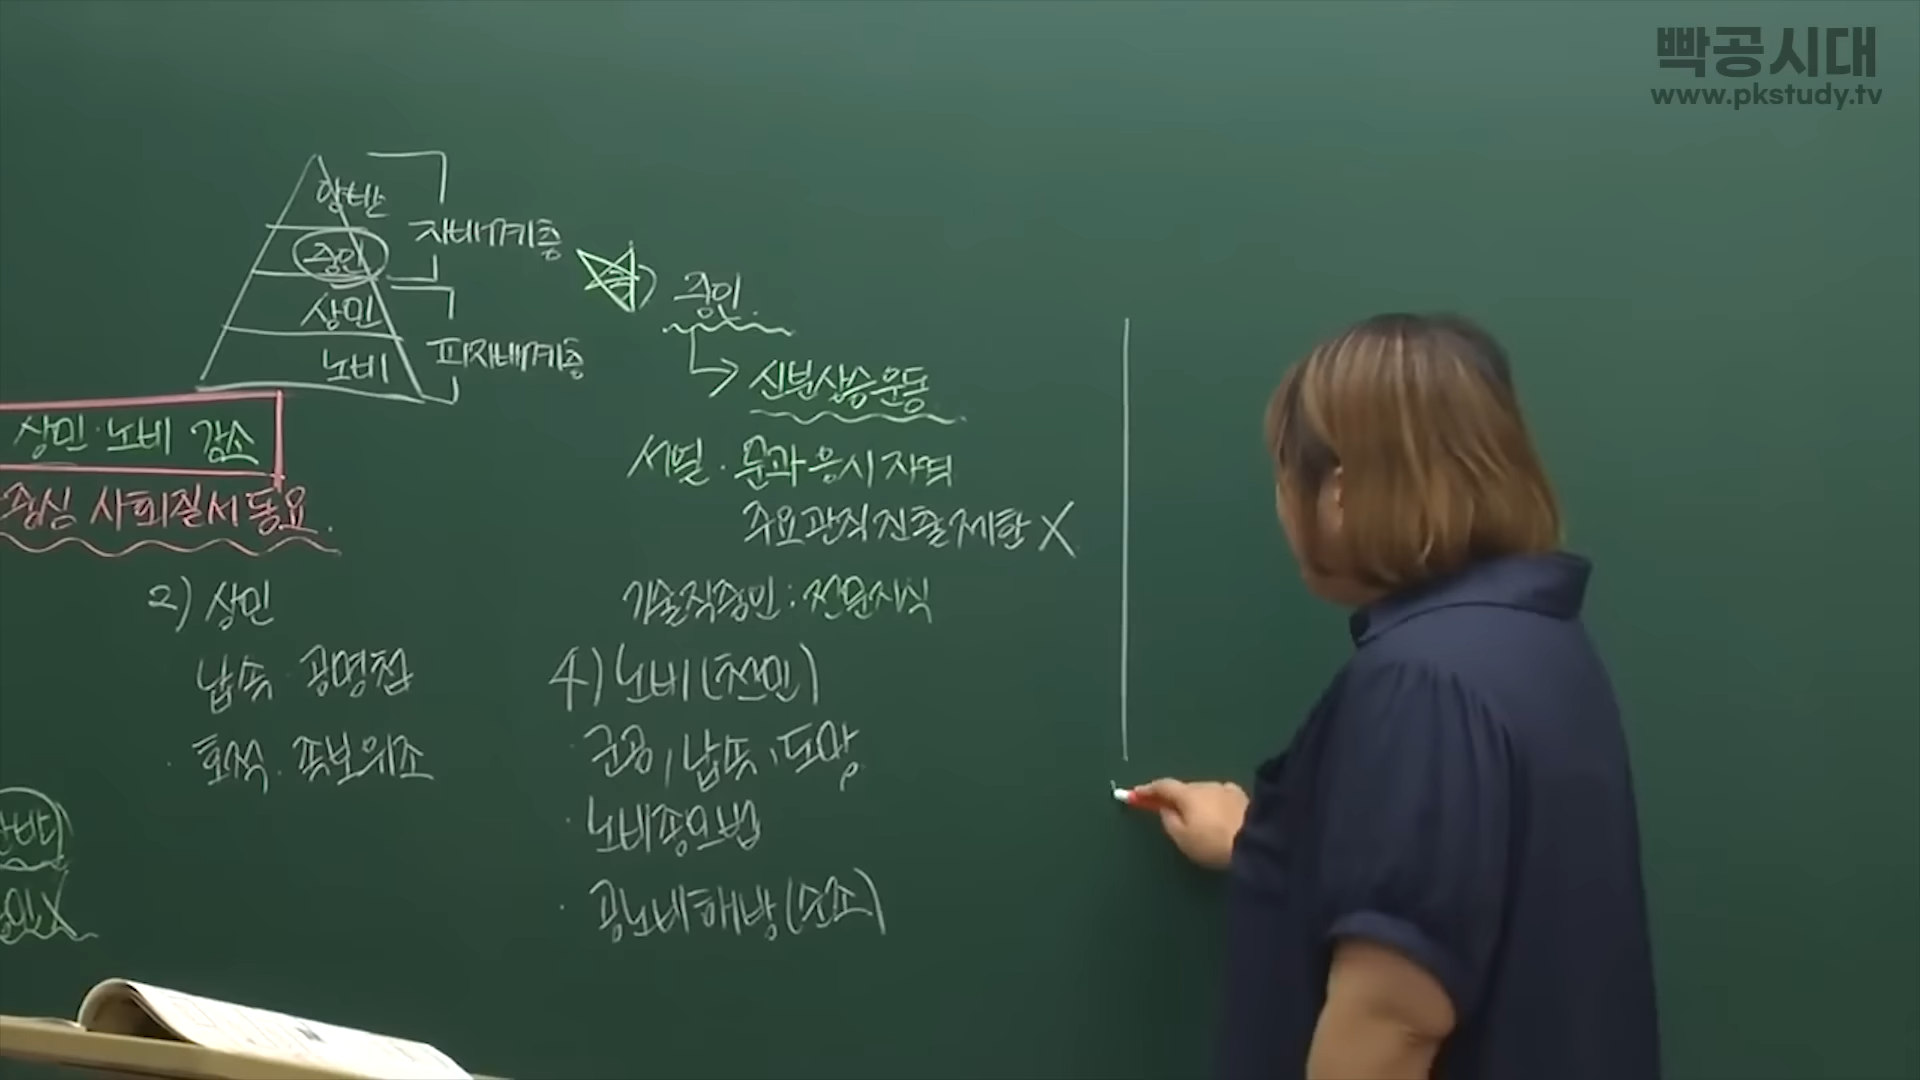 빡공시대
www.pkstudy.tv
양반
중인
상민
노비
지배계층
피지배계층
중인
신분상승운동
서얼·문과응시자격
주요관직진출제한 X
기술직중인 : 전문지식
상민·노비 감소
중심 사회질서 동요
2) 상민
납속·공명첩
·호적·족보위조
4) 노비(천민)
·군공, 납속, 도망
·노비종모법
·공노비해방(순조)